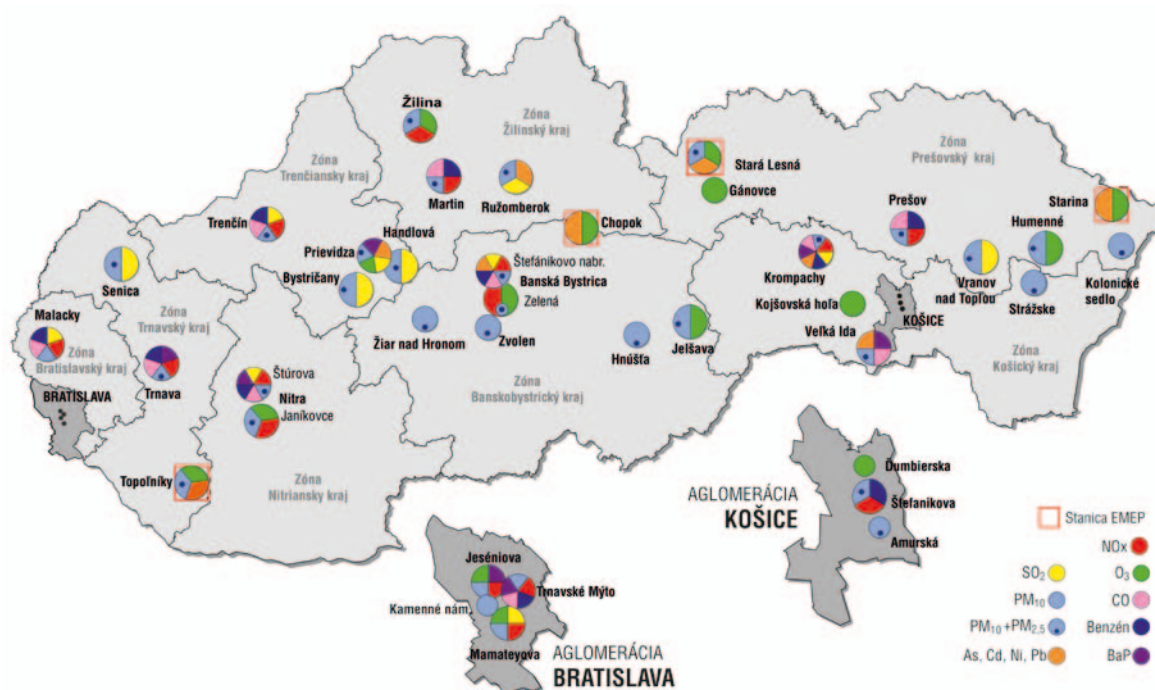 Žilina
Zóna
Žilinský kraj
Zóna
Trenčiansky kraj
Zóna
Prešovský kraj
Stará Lesná
Gánovce
Martin
Ružomberok
Starina
Prešov
Humenné
Trenčín
Chopok
Handlová
Prievidza
Štefánikovo nabr.
Banská Bystrica
Zelená
Bystričany
Senica
Krompachy
Vranov
nad Topľou
Kolonické
sedlo
Strážske
Kojšovská hoľa
KOŠICE
Malacky
Zóna
Trnavský kraj
Zóna
Bratislavský kraj
Žiar nad Hronom
Zvolen
Hnúšťa
Jelšava
Veľká Ida
Zóna
Košický kraj
BRATISLAVA
Trnava
Štúrova
Nitra
Janíkovce
Zóna
Banskobystrický kraj
Topoľníky
Zóna
Nitriansky kraj
Ďumbierska
AGLOMERÁCIA
KOŠICE
Štefánikova
Amurská
Stanica EMEP
Jeséniova
Trnavské Mýto
Kamenné nám.
Mamateyova
AGLOMERÁCIA
BRATISLAVA
NOx
SO2
O3
PM10
CO
PM10 +PM2,5
Benzén
As, Cd, Ni, Pb
BaP